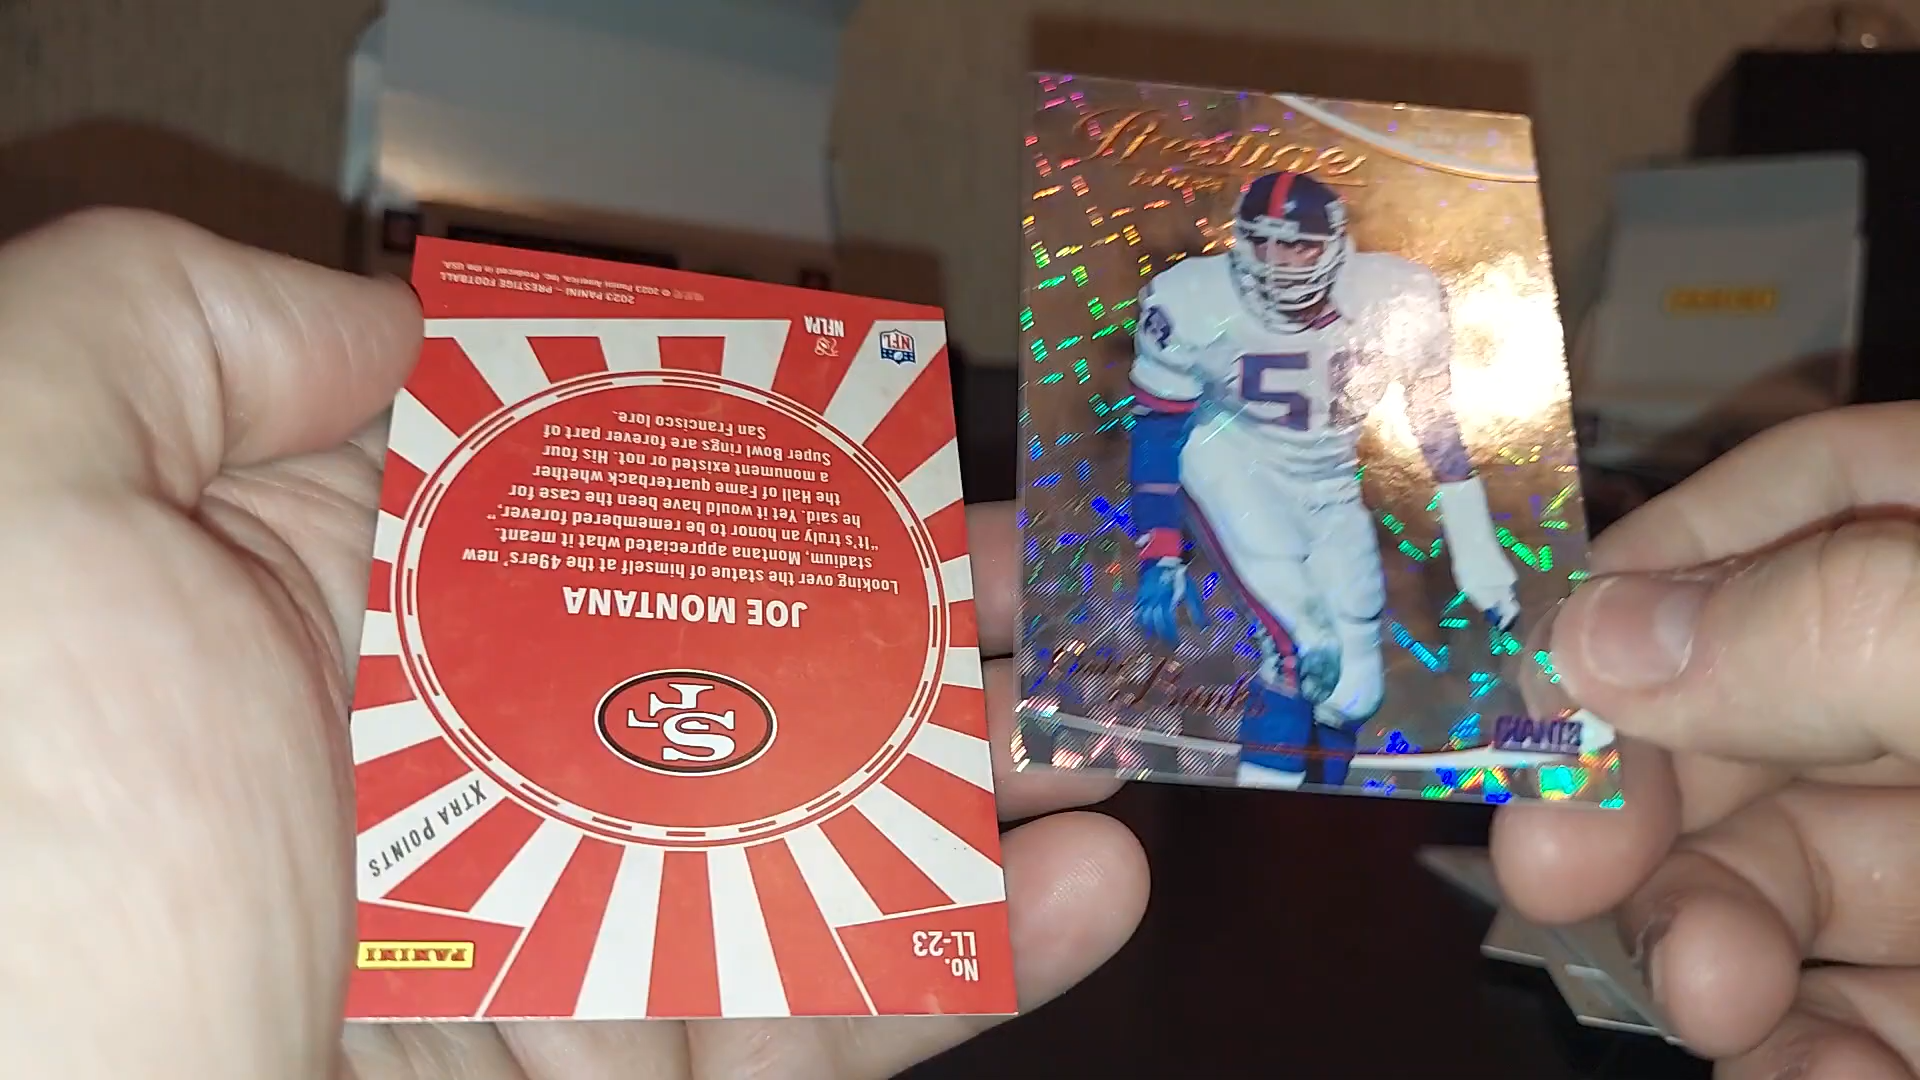 No.
LL-23
PANINI
XTRA POINTS
SF
JOE MONTANA
Looking over the statue of himself at the 49ers' new
stadium, Montana appreciated what it meant.
"It's truly an honor to be remembered forever,"
he said. Yet it would have been the case for
the Hall of Fame quarterback whether
a monument existed or not. His four
Super Bowl rings are forever part of
San Francisco lore.
NFL
NFLPA
2023 PANINI – PRESTIGE FOOTBALL
© 2023 Panini America, Inc. Produced in the USA.
Prestige
5
Banks
GIANTS
PANINI